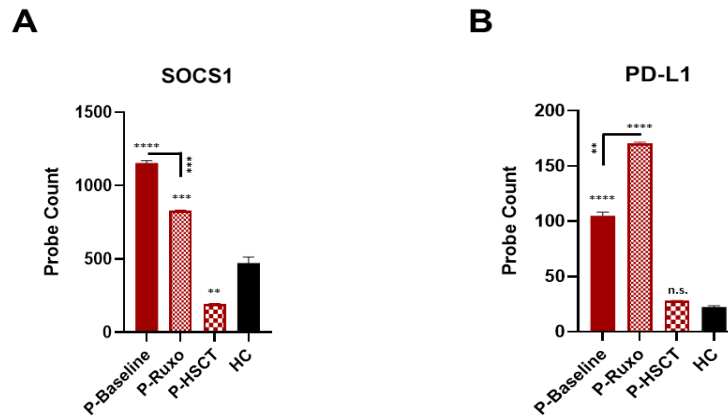 A
SOCS1
Probe Count
1500
1000
500
0
****
***
***
**
P-Baseline
P-Ruxo
P-HSCT
HC
B
PD-L1
Probe Count
200
150
100
50
0
**
****
****
n.s.
P-Baseline
P-Ruxo
P-HSCT
HC